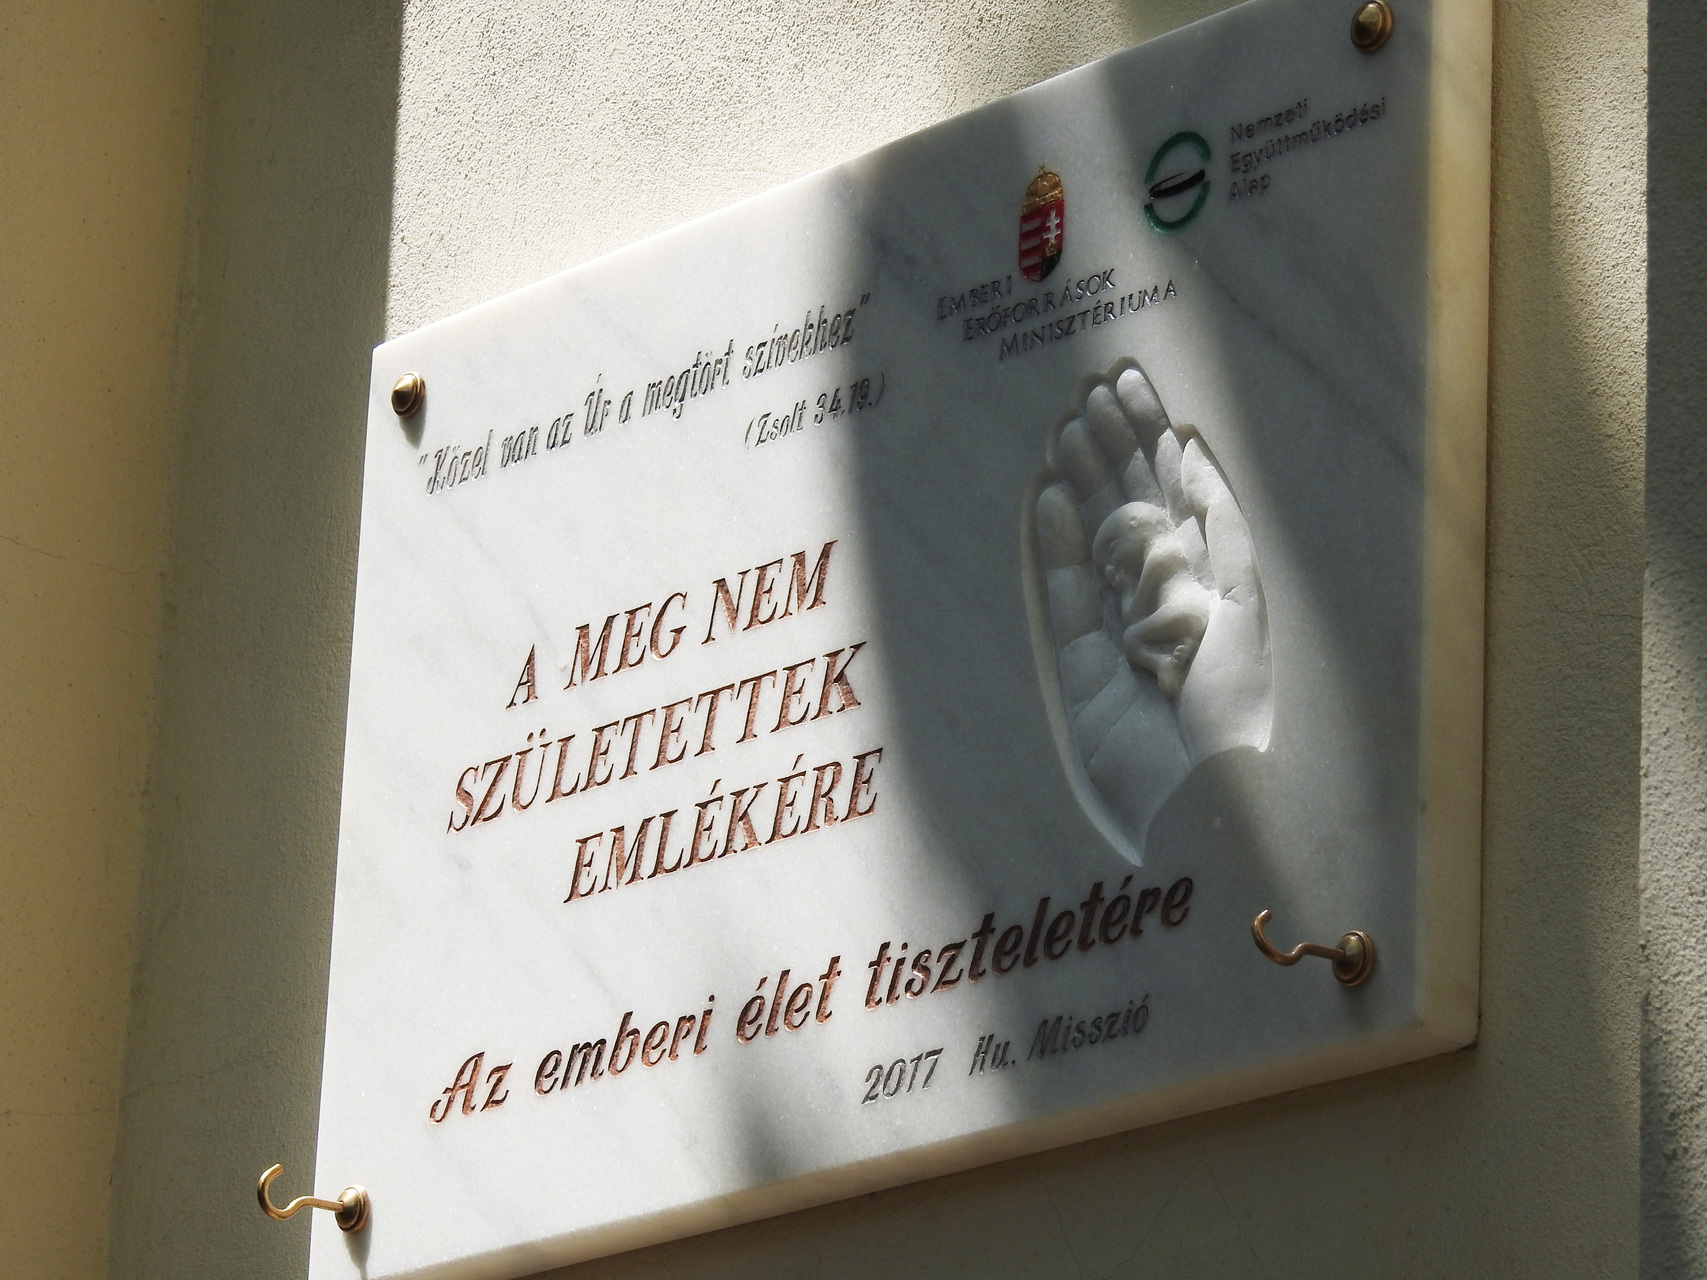 Nemzeti
Együttműködési
Alap
EMBERI
ERŐFORRÁSOK
MINISZTÉRIUMA
"Közel van az Úr a megtört szívekhez"
(Zsolt 34,19.)
A MEG NEM
SZÜLETETTEK
EMLÉKÉRE
Az emberi élet tiszteletére
2017 Hu. Misszió